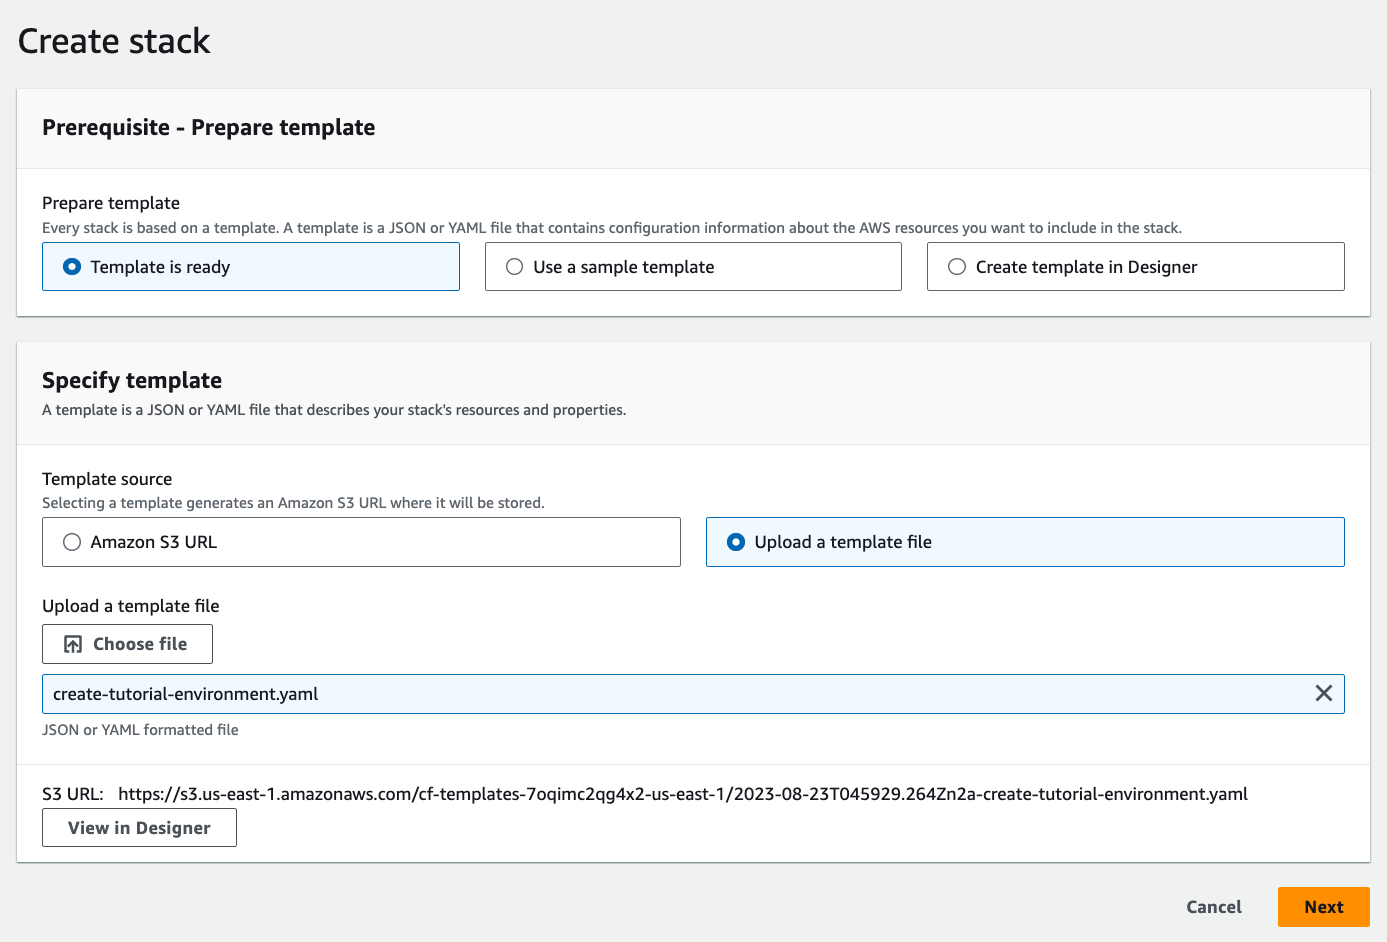 Create stack
Prerequisite - Prepare template
Prepare template
Every stack is based on a template. A template is a JSON or YAML file that contains configuration information about the AWS resources you want to include in the stack.
Template is ready
Use a sample template
Create template in Designer
Specify template
A template is a JSON or YAML file that describes your stack's resources and properties.
Template source
Selecting a template generates an Amazon S3 URL where it will be stored.
Amazon S3 URL
Upload a template file
Upload a template file
Choose file
create-tutorial-environment.yaml
JSON or YAML formatted file
S3 URL: https://s3.us-east-1.amazonaws.com/cf-templates-7oqimc2qg4x2-us-east-1/2023-08-23T045929.264Zn2a-create-tutorial-environment.yaml
View in Designer
Cancel
Next